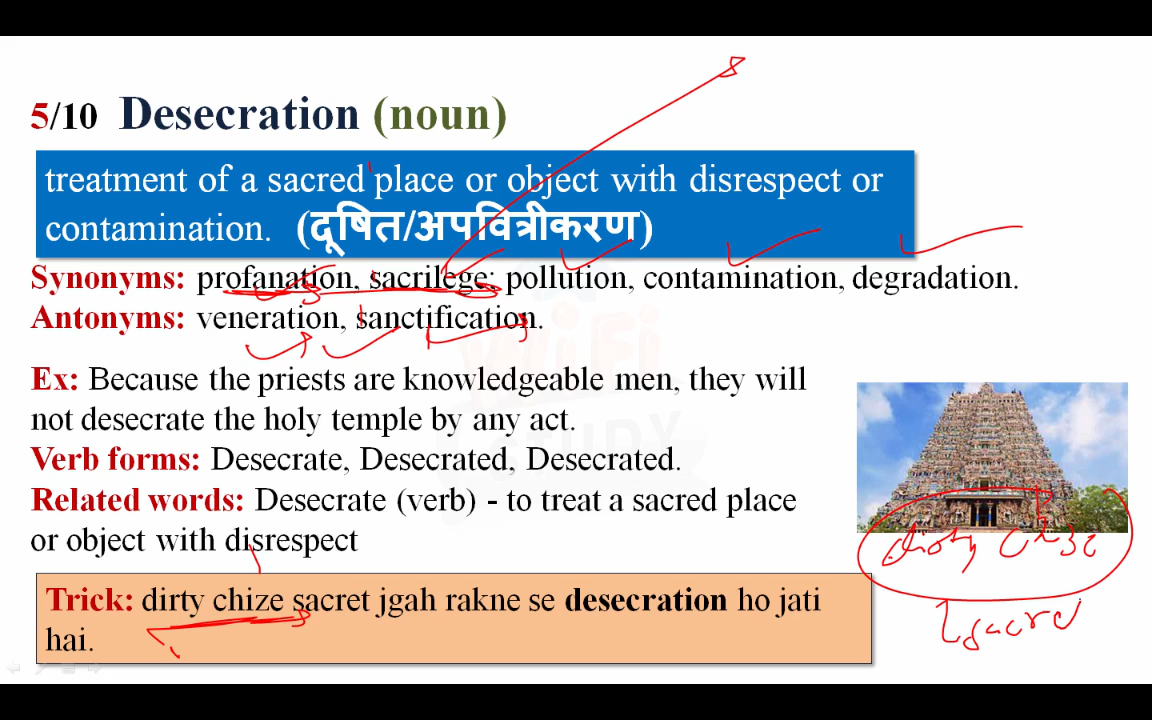 5/10 Desecration (noun)
treatment of a sacred place or object with disrespect or
contamination. (दूषित/अपवित्रीकरण)
Synonyms: profanation, sacrilege; pollution, contamination, degradation.
Antonyms: veneration, sanctification.
Ex: Because the priests are knowledgeable men, they will
not desecrate the holy temple by any act.
Verb forms: Desecrate, Desecrated, Desecrated.
Related words: Desecrate (verb) - to treat a sacred place
or object with disrespect
Trick: dirty chize sacret jgah rakne se desecration ho jati
hai.
WiFi
STUDY
dirty
sacred